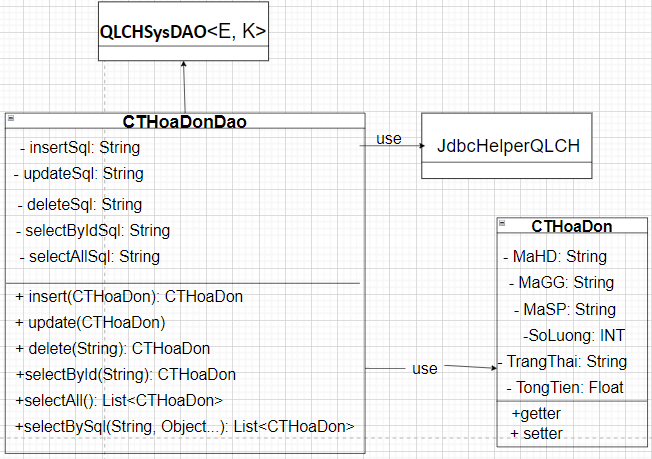 QLCHSysDAO<E, K>
CTHoaDonDao
- insertSql: String
- updateSql: String
- deleteSql: String
- selectByIdSql: String
- selectAllSql: String
+ insert(CTHoaDon): CTHoaDon
+ update(CTHoaDon)
+ delete(String): CTHoaDon
+selectById(String): CTHoaDon
+selectAll(): List<CTHoaDon>
+selectBySql(String, Object...): List<CTHoaDon>
use
JdbcHelperQLCH
use
CTHoaDon
- MaHD: String
- MaGG: String
- MaSP: String
-SoLuong: INT
- TrangThai: String
- TongTien: Float
+getter
+ setter